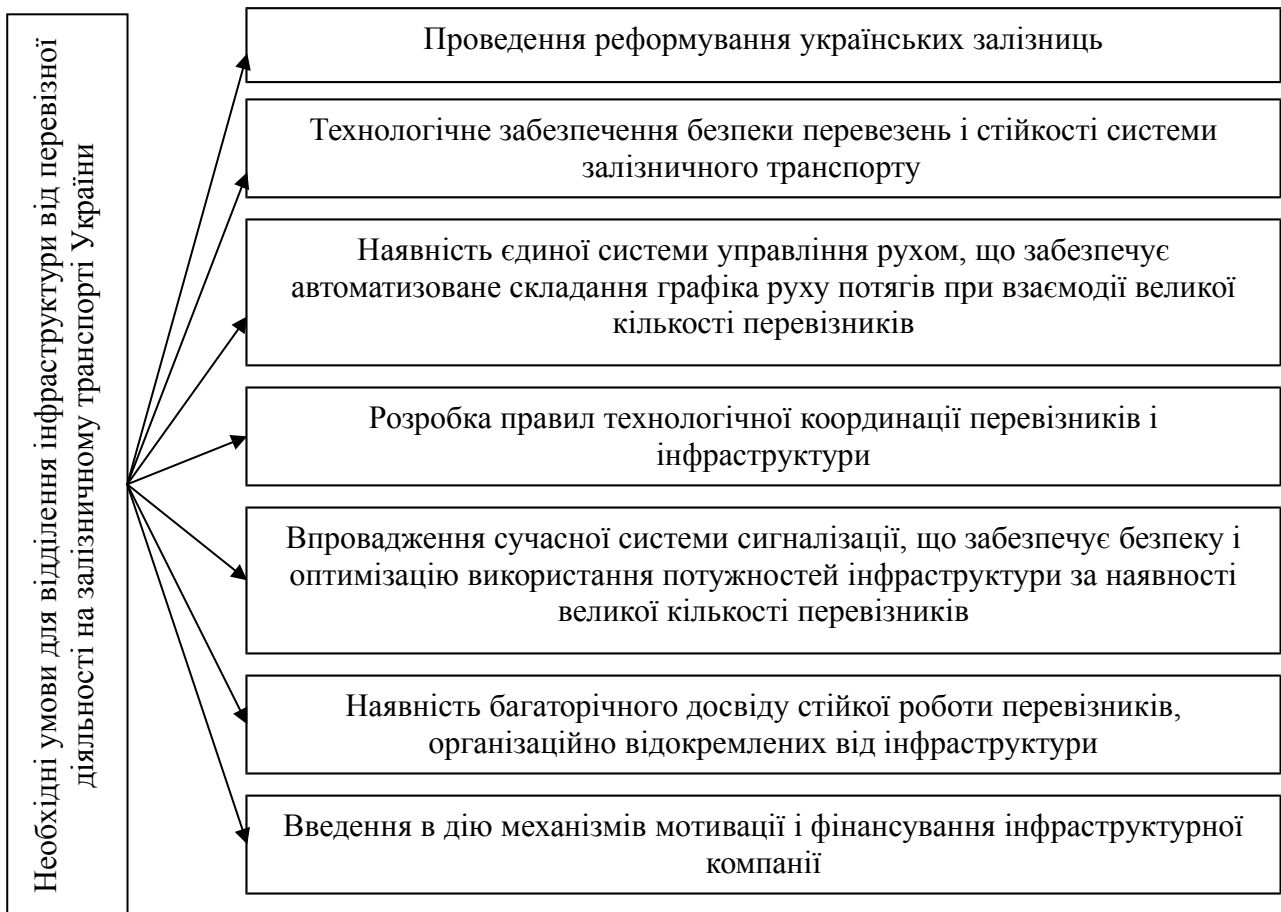 Необхідні умови для відділення інфраструктури від перевізної
діяльності на залізничному транспорті України
Проведення реформування українських залізниць
Технологічне забезпечення безпеки перевезень і стійкості системи
залізничного транспорту
Наявність єдиної системи управління рухом, що забезпечує
автоматизоване складання графіка руху потягів при взаємодії великої
кількості перевізників
Розробка правил технологічної координації перевізників і
інфраструктури
Впровадження сучасної системи сигналізації, що забезпечує безпеку і
оптимізацію використання потужностей інфраструктури за наявності
великої кількості перевізників
Наявність багаторічного досвіду стійкої роботи перевізників,
організаційно відокремлених від інфраструктури
Введення в дію механізмів мотивації і фінансування інфраструктурної
компанії